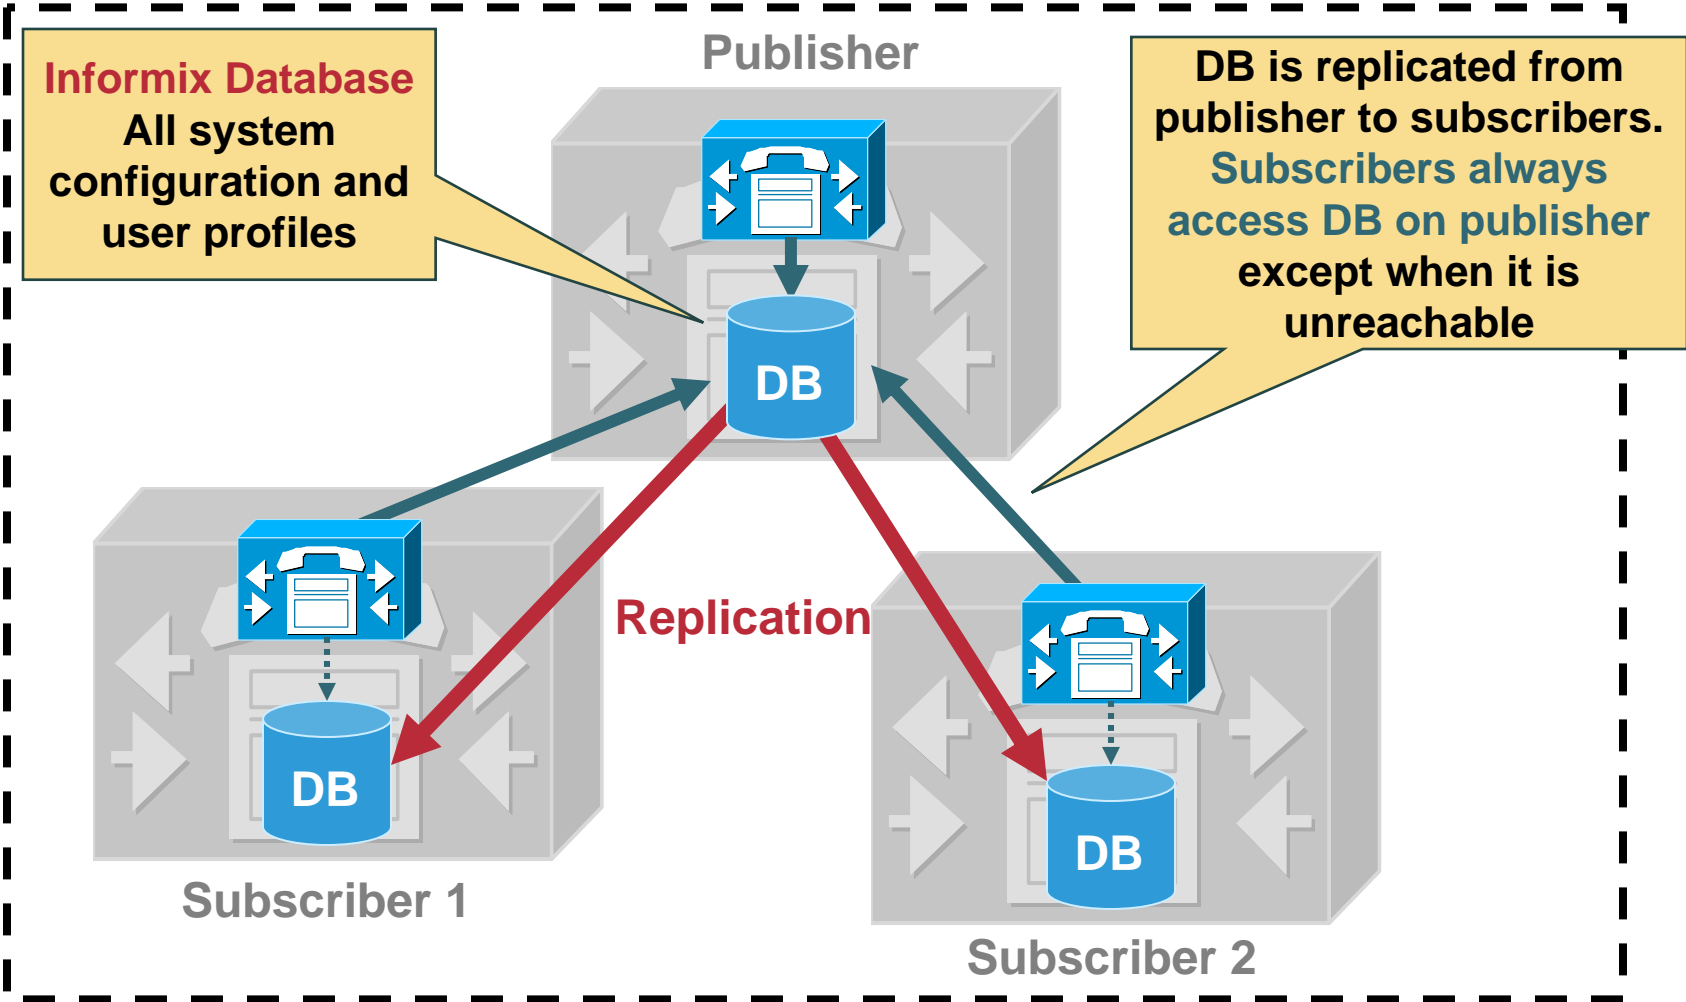 Publisher
Informix Database
All system
configuration and
user profiles
DB is replicated from
publisher to subscribers.
Subscribers always
access DB on publisher
except when it is
unreachable
DB
Replication
DB
DB
Subscriber 1
Subscriber 2